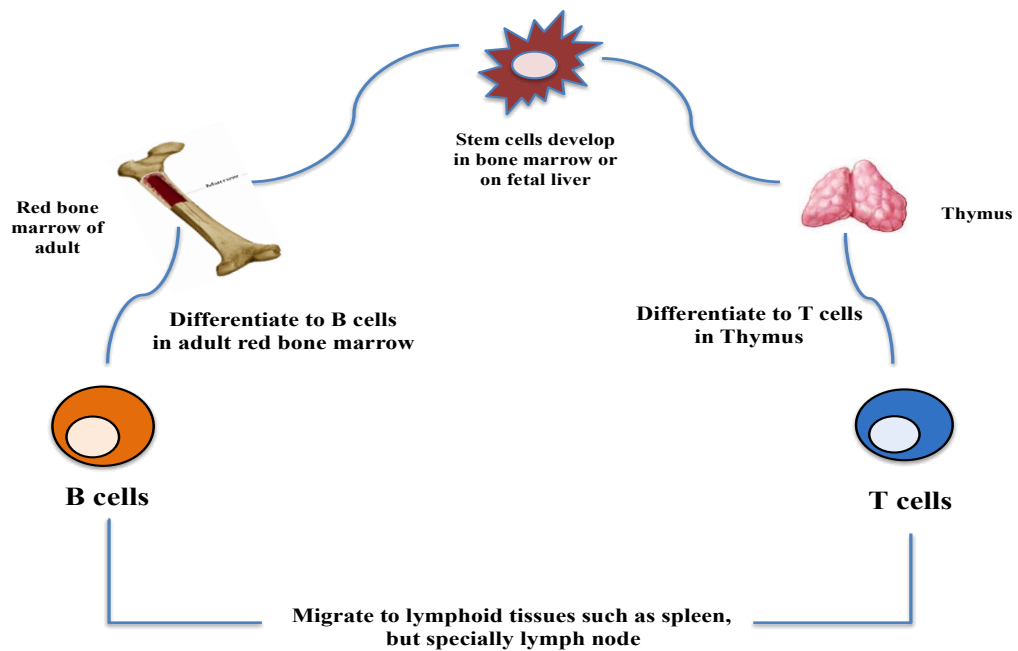 Stem cells develop
in bone marrow or
on fetal liver
Marrow
Red bone
marrow of
adult
Thymus
Differentiate to B cells
in adult red bone marrow
Differentiate to T cells
in Thymus
B cells
T cells
Migrate to lymphoid tissues such as spleen,
but specially lymph node